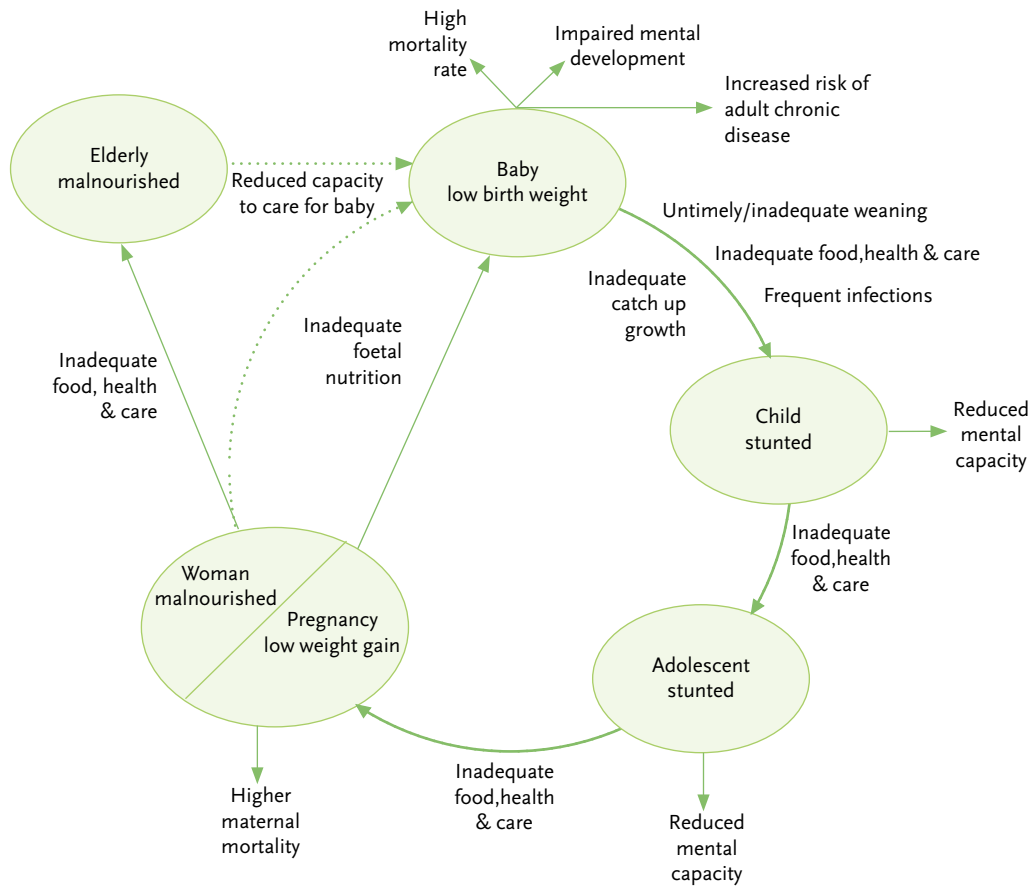 High
mortality
rate
Impaired mental
development
Increased risk of
adult chronic
disease
Elderly
malnourished
Reduced capacity
to care for baby
Baby
low birth weight
Untimely/inadequate weaning
Inadequate food,health & care
Frequent infections
Inadequate
catch up
growth
Inadequate
foetal
nutrition
Inadequate
food, health
& care
Child
stunted
Reduced
mental
capacity
Inadequate
food,health
& care
Woman
malnourished
Pregnancy
low weight gain
Adolescent
stunted
Inadequate
food,health
& care
Higher
maternal
mortality
Reduced
mental
capacity